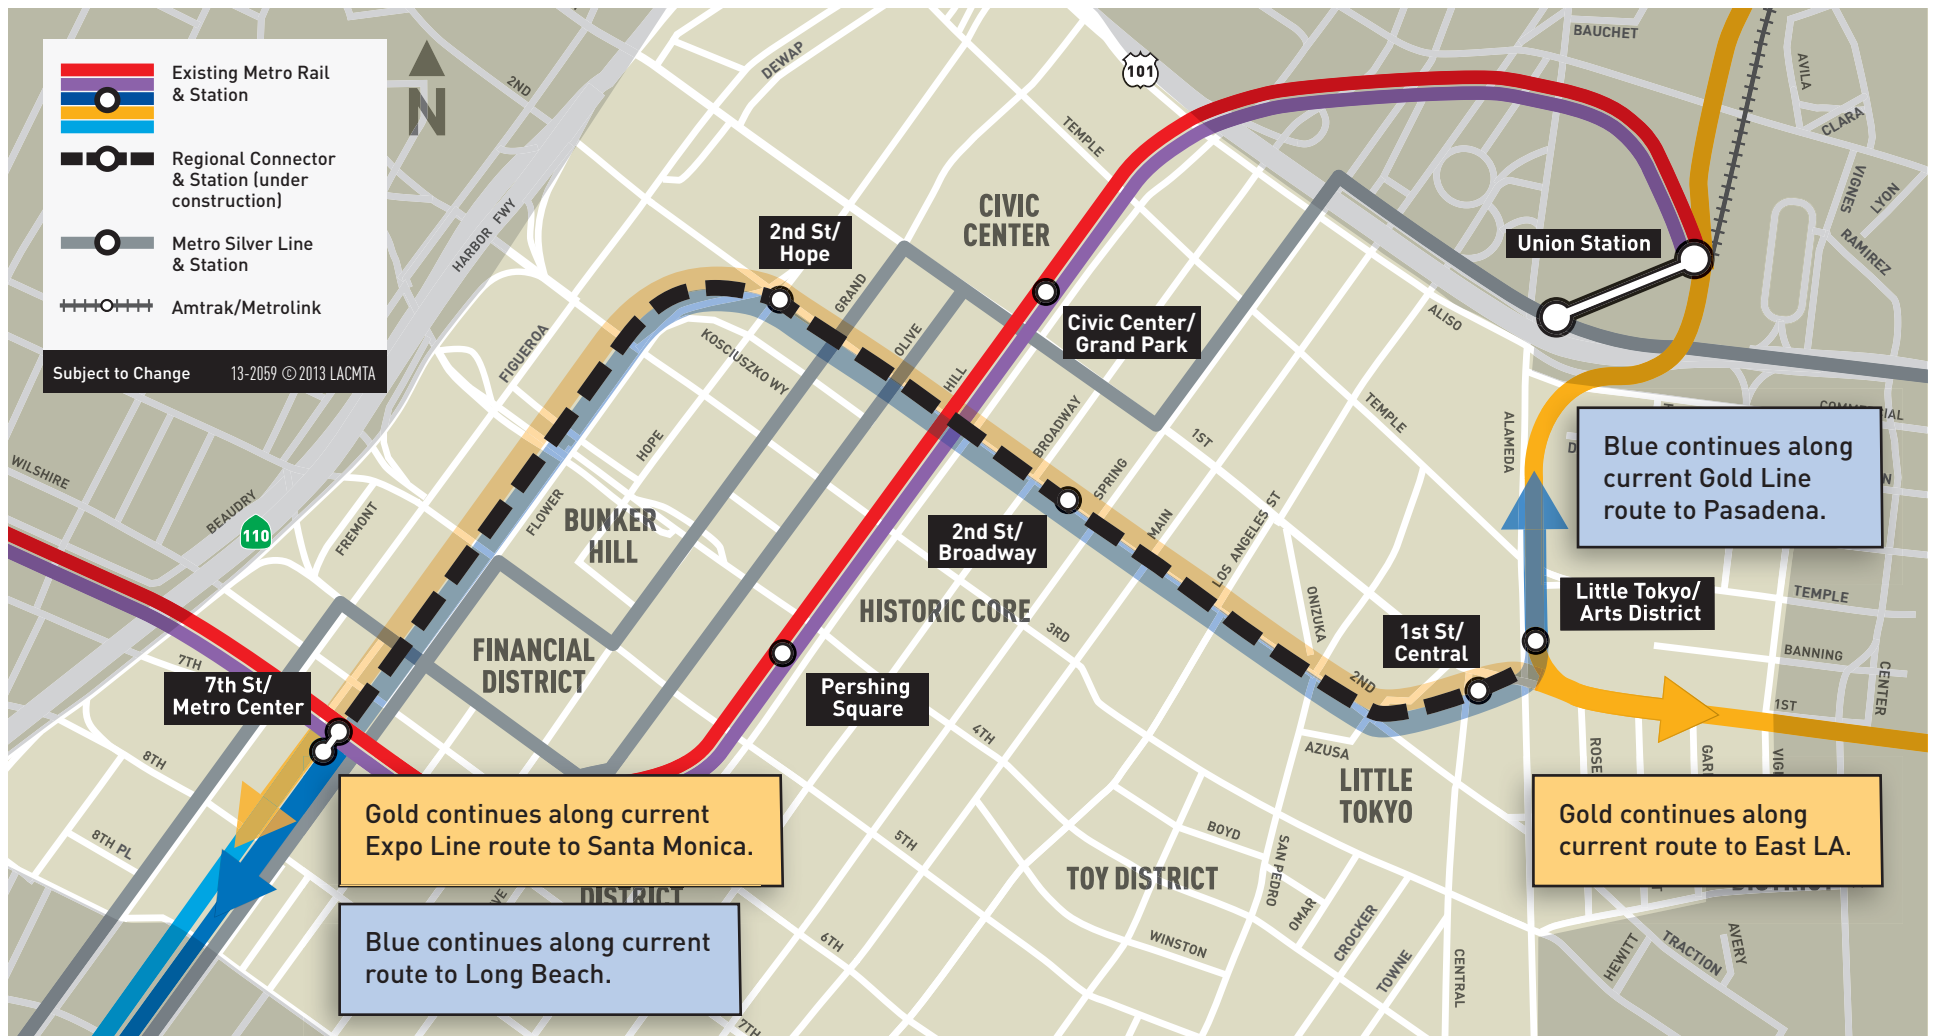 Existing Metro Rail
& Station
Regional Connector
& Station (under
construction)
Metro Silver Line
& Station
Amtrak/Metrolink
Subject to Change
13-2059 © 2013 LACMTA
N
2ND
DEWAP
101
BAUCHET
AVILA
CLARA
VIGNES
LYON
RAMIREZ
TEMPLE
HARBOR FWY
CIVIC
CENTER
2nd St/
Hope
Union Station
GRAND
OLIVE
HILL
Civic Center/
Grand Park
ALISO
FIGUEROA
KOSCIUSZKO WY
TEMPLE
BROADWAY
1ST
ALAMEDA
Blue continues along
current Gold Line
route to Pasadena.
WILSHIRE
BEAUDRY
110
FREMONT
FLOWER
HOPE
BUNKER
HILL
2nd St/
Broadway
SPRING
MAIN
LOS ANGELES ST
ONIZUKA
HISTORIC CORE
3RD
Little Tokyo/
Arts District
TEMPLE
BANNING
CENTER
1ST
1st St/
Central
2ND
FINANCIAL
DISTRICT
7TH
7th St/
Metro Center
Pershing
Square
4TH
AZUSA
LITTLE
TOKYO
8TH
8TH PL
Gold continues along current
Expo Line route to Santa Monica.
Gold continues along
current route to East LA.
5TH
BOYD
SAN PEDRO
TOY DISTRICT
DISTRICT
Blue continues along current
route to Long Beach.
OMAR
CROCKER
TOWNE
CENTRAL
WINSTON
6TH
7TH
HEWITT
TRACTION
AVERY